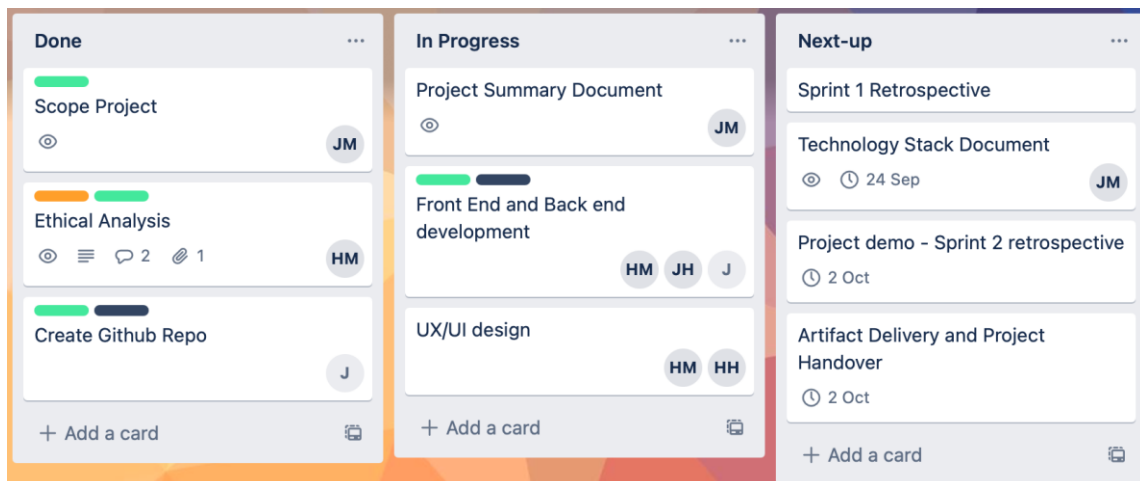 Done
Scope Project
JM
Ethical Analysis
2 1
HM
Create Github Repo
J
+ Add a card
In Progress
Project Summary Document
JM
Front End and Back end
development
HM JH J
UX/UI design
HM HH
+ Add a card
Next-up
Sprint 1 Retrospective
Technology Stack Document
24 Sep
JM
Project demo - Sprint 2 retrospective
2 Oct
Artifact Delivery and Project
Handover
2 Oct
+ Add a card